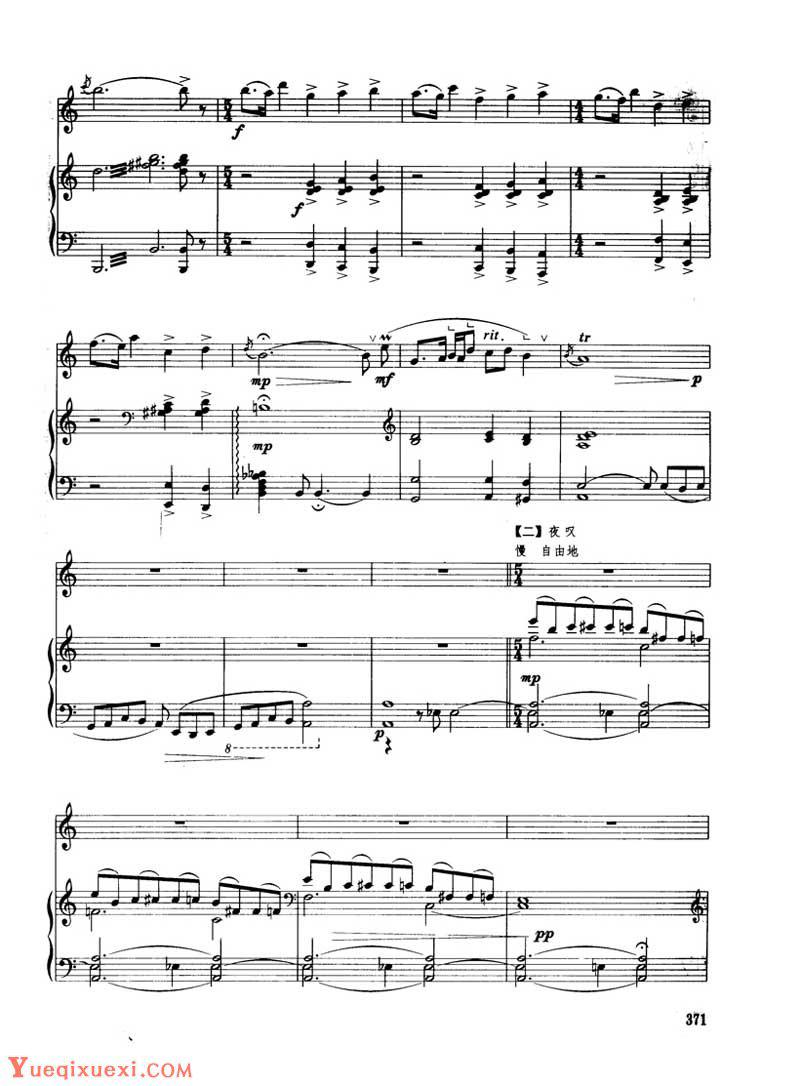 f
f
rit.
tr
mp
mf
p
mp
【二】夜叹
慢 自由地
mp
p
8
pp
371
Yueqixuexi.com